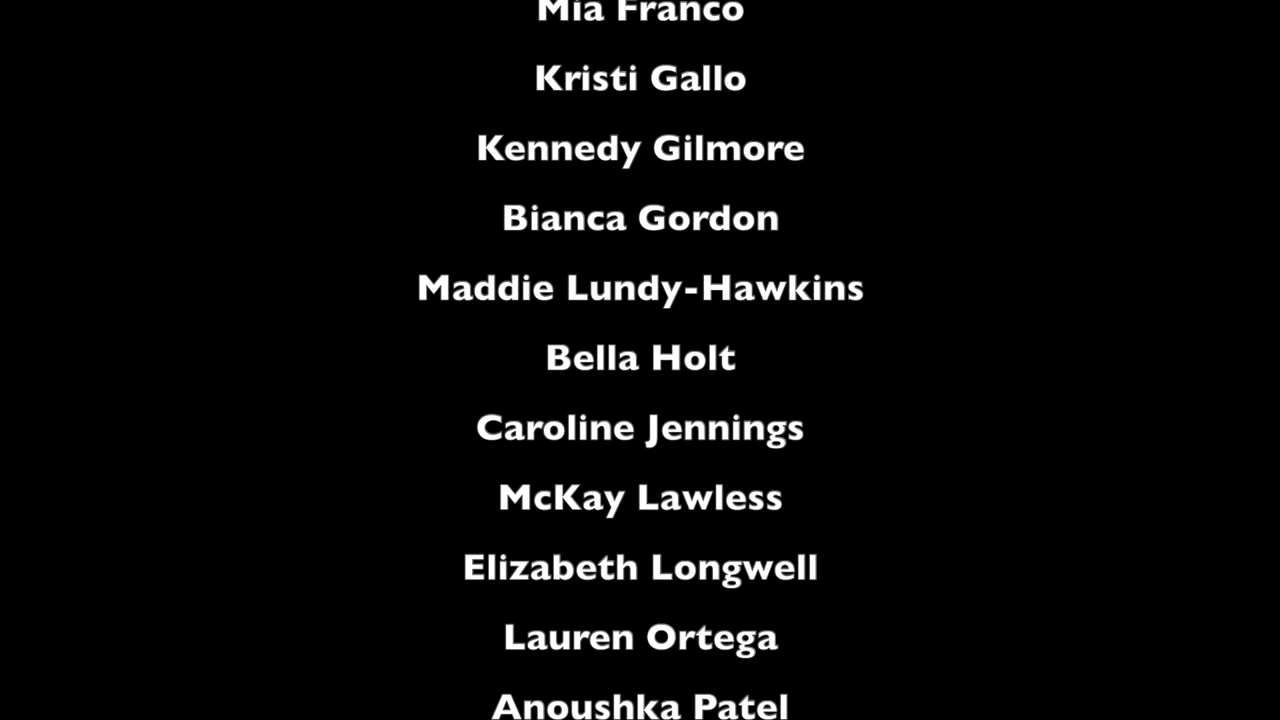 Mia Franco
Kristi Gallo
Kennedy Gilmore
Bianca Gordon
Maddie Lundy-Hawkins
Bella Holt
Caroline Jennings
McKay Lawless
Elizabeth Longwell
Lauren Ortega
Anoushka Patel